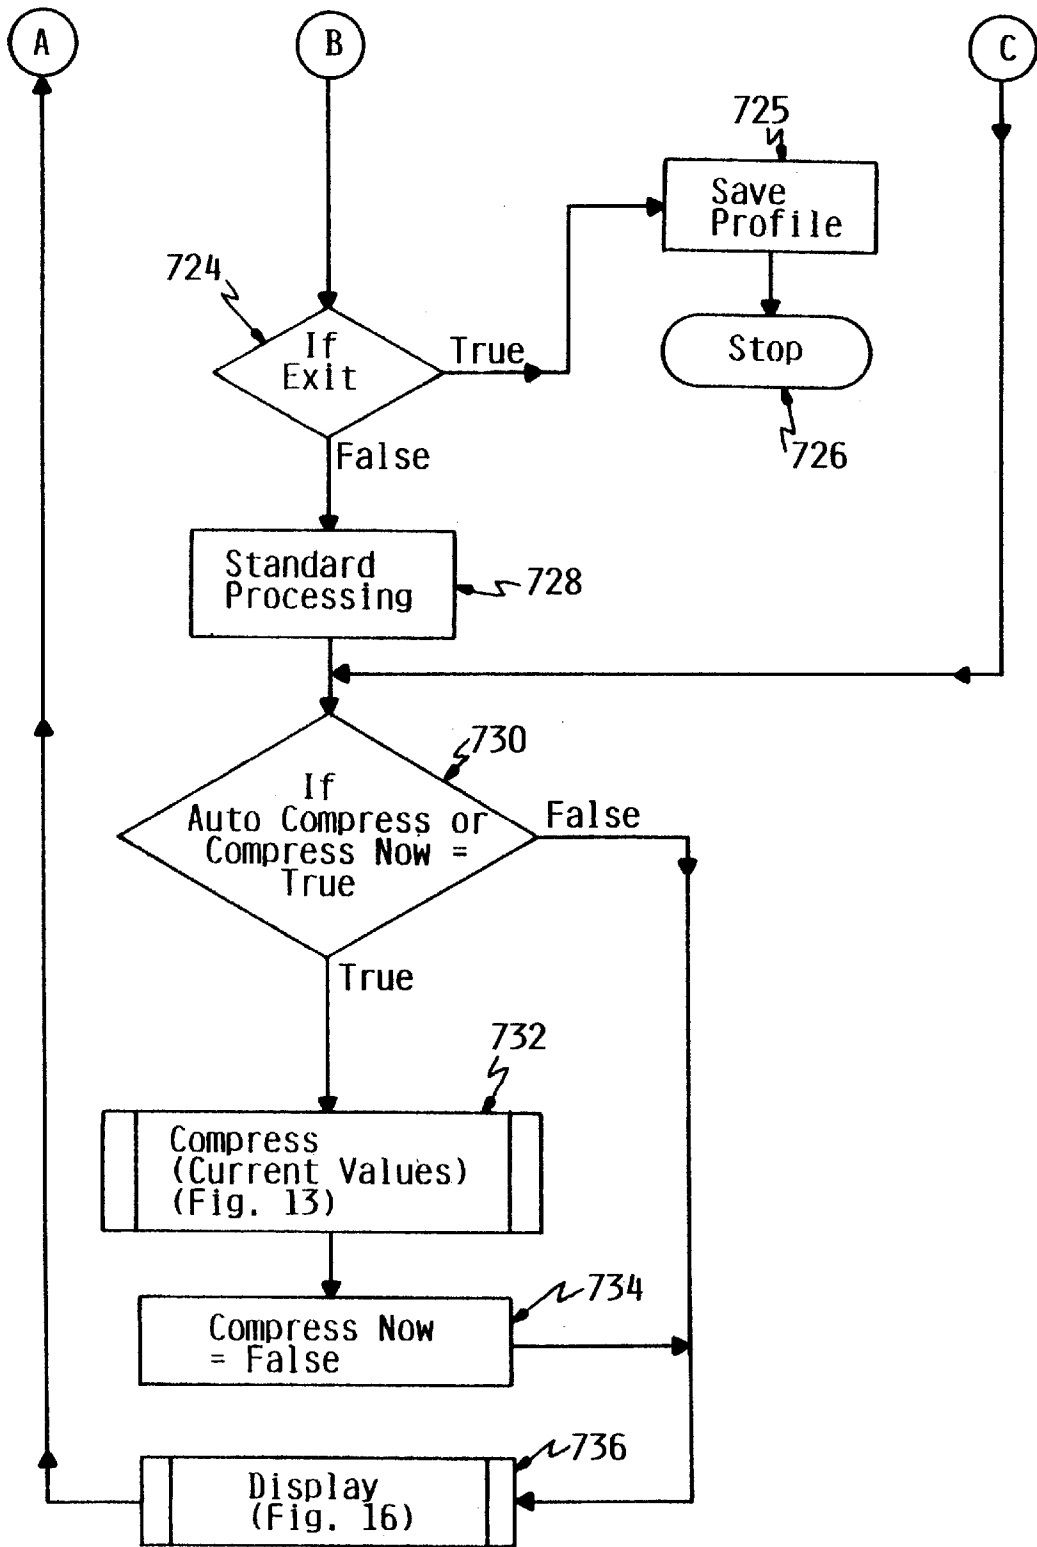 A
B
C
725
Save
Profile
724
If
Exit
True
Stop
False
726
Standard
Processing
728
730
If
Auto Compress or
Compress Now =
True
False
True
732
Compress
(Current Values)
(Fig. 13)
734
Compress Now
= False
736
Display
(Fig. 16)